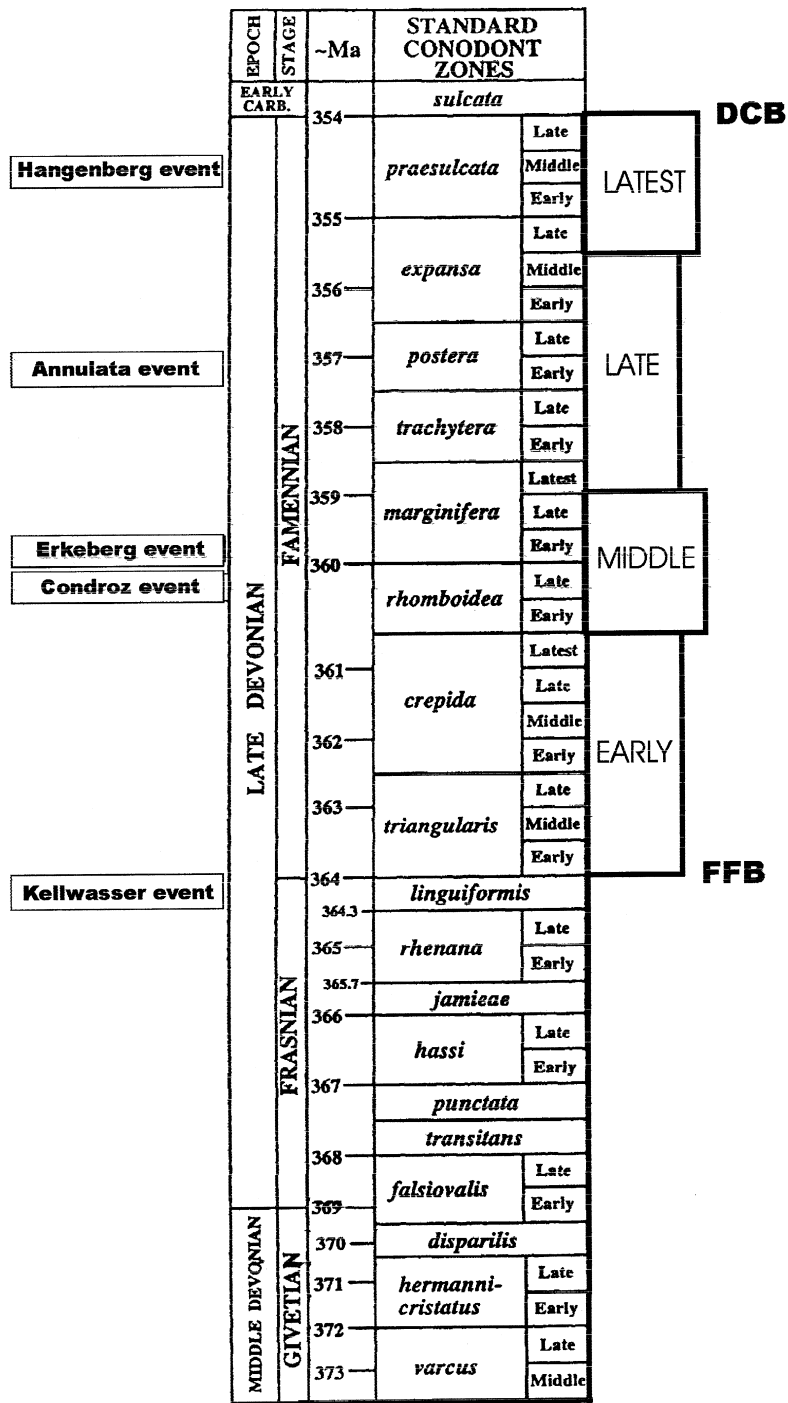 EPOCH
STAGE
~Ma
STANDARD
CONODONT
ZONES
EARLY
CARB.
sulcata
DCB
354
Late
Hangenberg event
praesulcata
Middle
LATEST
Early
355
Late
expansa
Middle
356
Early
Late
357
postera
LATE
Annuiata event
Early
Late
358
trachytera
Early
Latest
359
marginifera
Late
Erkeberg event
Early
MIDDLE
360
Condroz event
Late
rhomboidea
Early
FAMENNIAN
LATE DEVONIAN
Latest
361
Late
crepida
Middle
362
Early
EARLY
Late
363
triangularis
Middle
Early
364
FFB
Kellwasser event
linguiformis
364.3
Late
365
rhenana
Early
365.7
jamieae
366
Late
hassi
Early
FRASNIAN
367
punctata
transitans
368
Late
falsiovalis
369
Early
disparilis
370
Late
371
hermanni-
cristatus
Early
372
Late
varcus
373
Middle
MIDDLE DEVONIAN
GIVETIAN